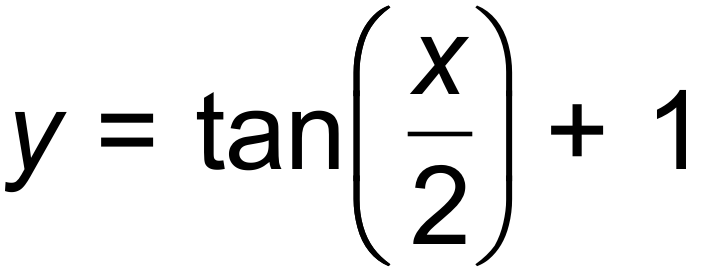 y = tan(x/2) + 1